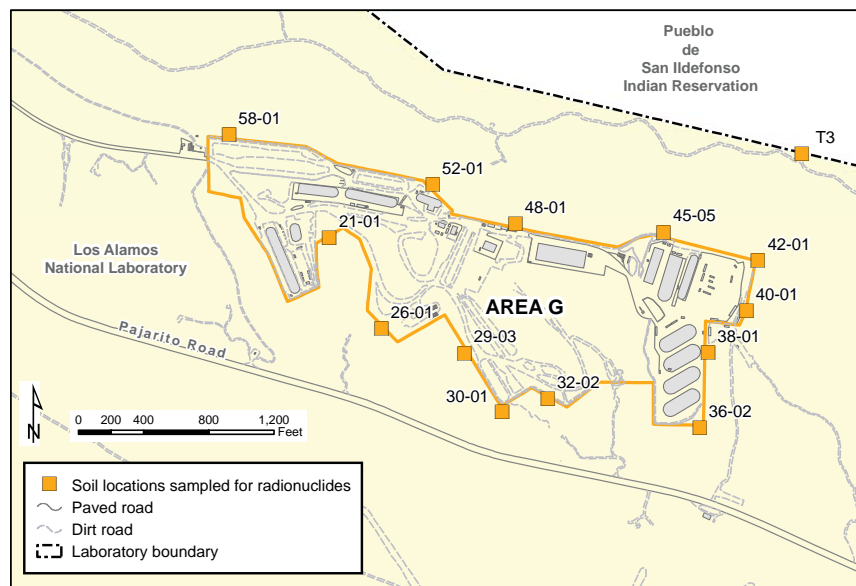 Pueblo
de
San Ildefonso
Indian Reservation
58-01
T3
52-01
48-01
45-05
21-01
42-01
Los Alamos
National Laboratory
40-01
AREA G
26-01
38-01
Pajarito Road
29-03
32-02
30-01
36-02
N
0 200 400 800 1,200
Feet
Soil locations sampled for radionuclides
Paved road
Dirt road
Laboratory boundary